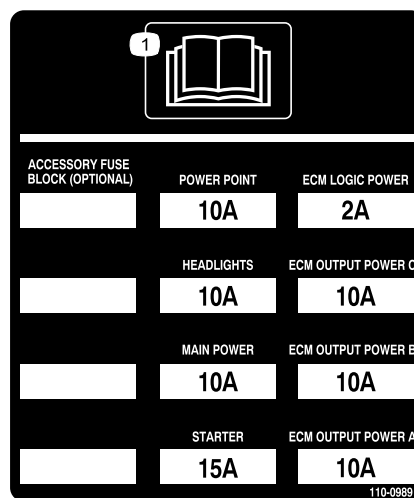 1
ACCESSORY FUSE
BLOCK (OPTIONAL)
POWER POINT
ECM LOGIC POWER
10A
2A
HEADLIGHTS
ECM OUTPUT POWER C
10A
10A
MAIN POWER
ECM OUTPUT POWER B
10A
10A
STARTER
ECM OUTPUT POWER A
15A
10A
110-0989